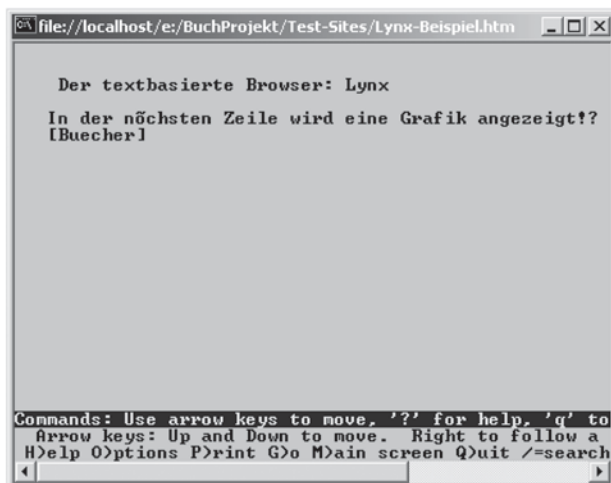 file://localhost/e:/BuchProjekt/Test-Sites/Lynx-Beispiel.htm
Der textbasierte Browser: Lynx
In der nõchsten Zeile wird eine Grafik angezeigt!?
[Buecher]
Commands: Use arrow keys to move, '?' for help, 'q' to
Arrow keys: Up and Down to move. Right to follow a
H)elp O)ptions P)rint G)o M)ain screen Q)uit /=search